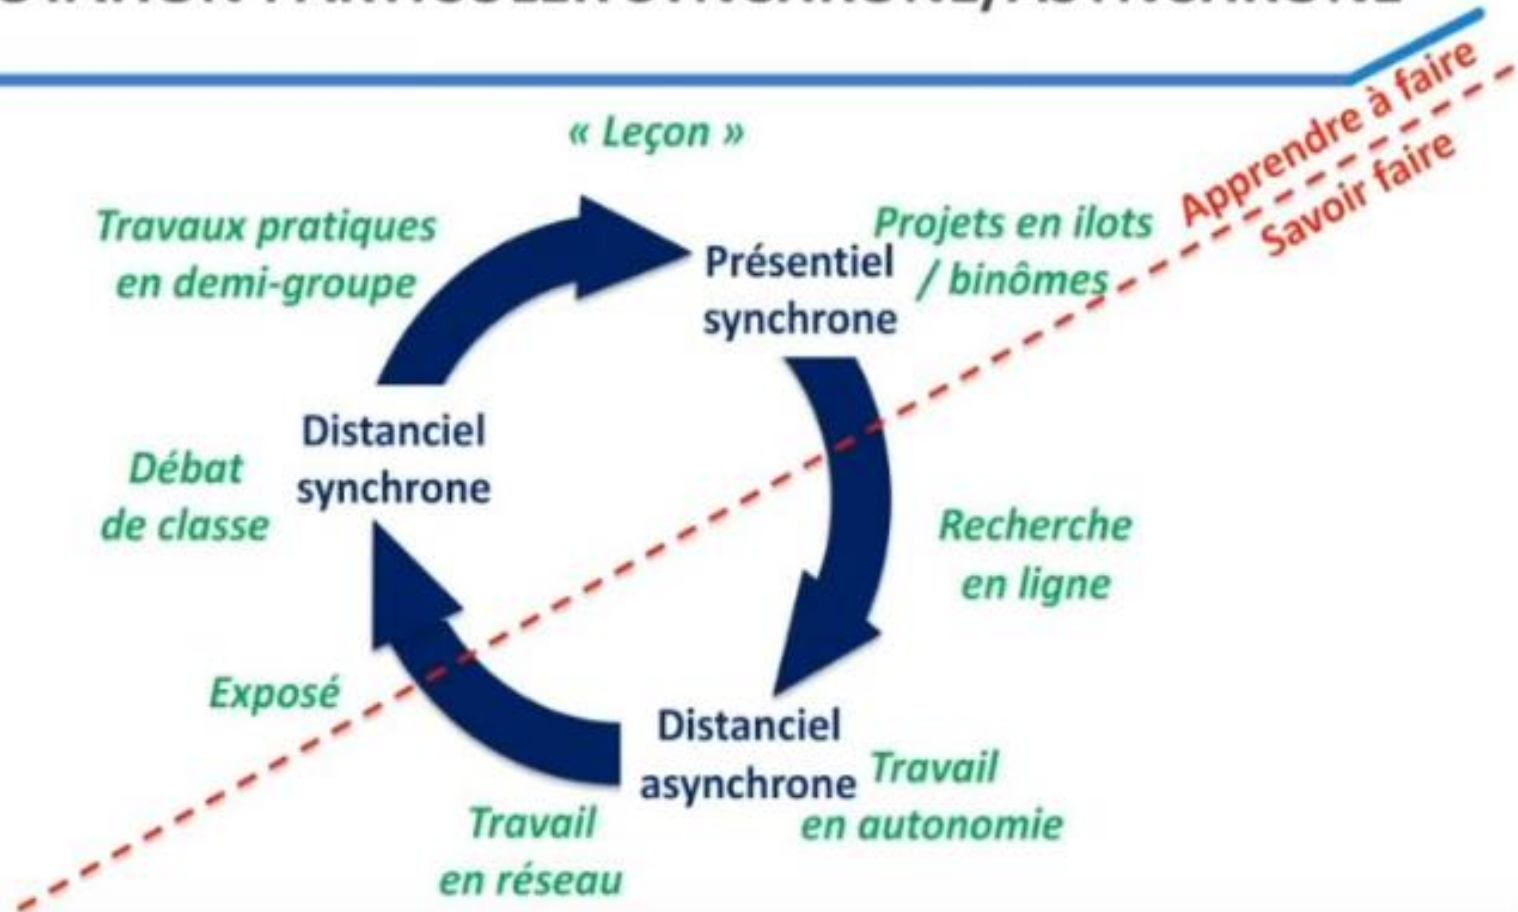 « Leçon »
Apprendre à faire
Savoir faire
Travaux pratiques
en demi-groupe
Projets en ilots
/ binômes
Présentiel
synchrone
Distanciel
synchrone
Débat
de classe
Recherche
en ligne
Exposé
Distanciel
asynchrone
Travail
en autonomie
Travail
en réseau